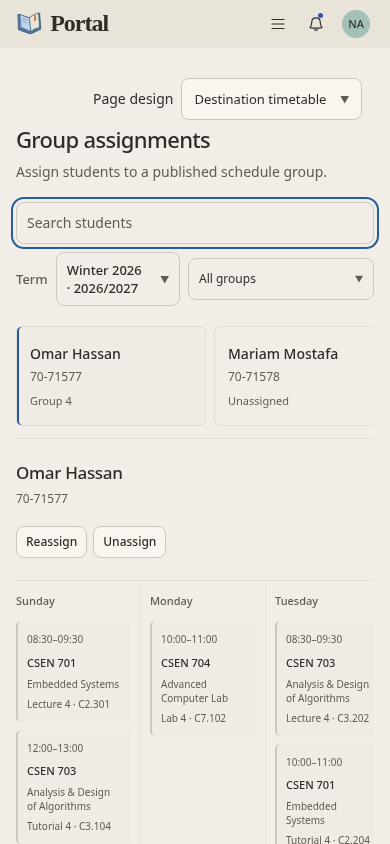 Portal
NA
Page design
Destination timetable
Group assignments
Assign students to a published schedule group.
Search students
Term
Winter 2026
· 2026/2027
All groups
Omar Hassan
70-71577
Group 4
Mariam Mostafa
70-71578
Unassigned
Omar Hassan
70-71577
Reassign
Unassign
Sunday
08:30–09:30
CSEN 701
Embedded Systems
Lecture 4 · C2.301
12:00–13:00
CSEN 703
Analysis & Design
of Algorithms
Tutorial 4 · C3.104
Monday
10:00–11:00
CSEN 704
Advanced
Computer Lab
Lab 4 · C7.102
Tuesday
08:30–09:30
CSEN 703
Analysis & Design
of Algorithms
Lecture 4 · C3.202
10:00–11:00
CSEN 701
Embedded
Systems
Tutorial 4 · C2.204